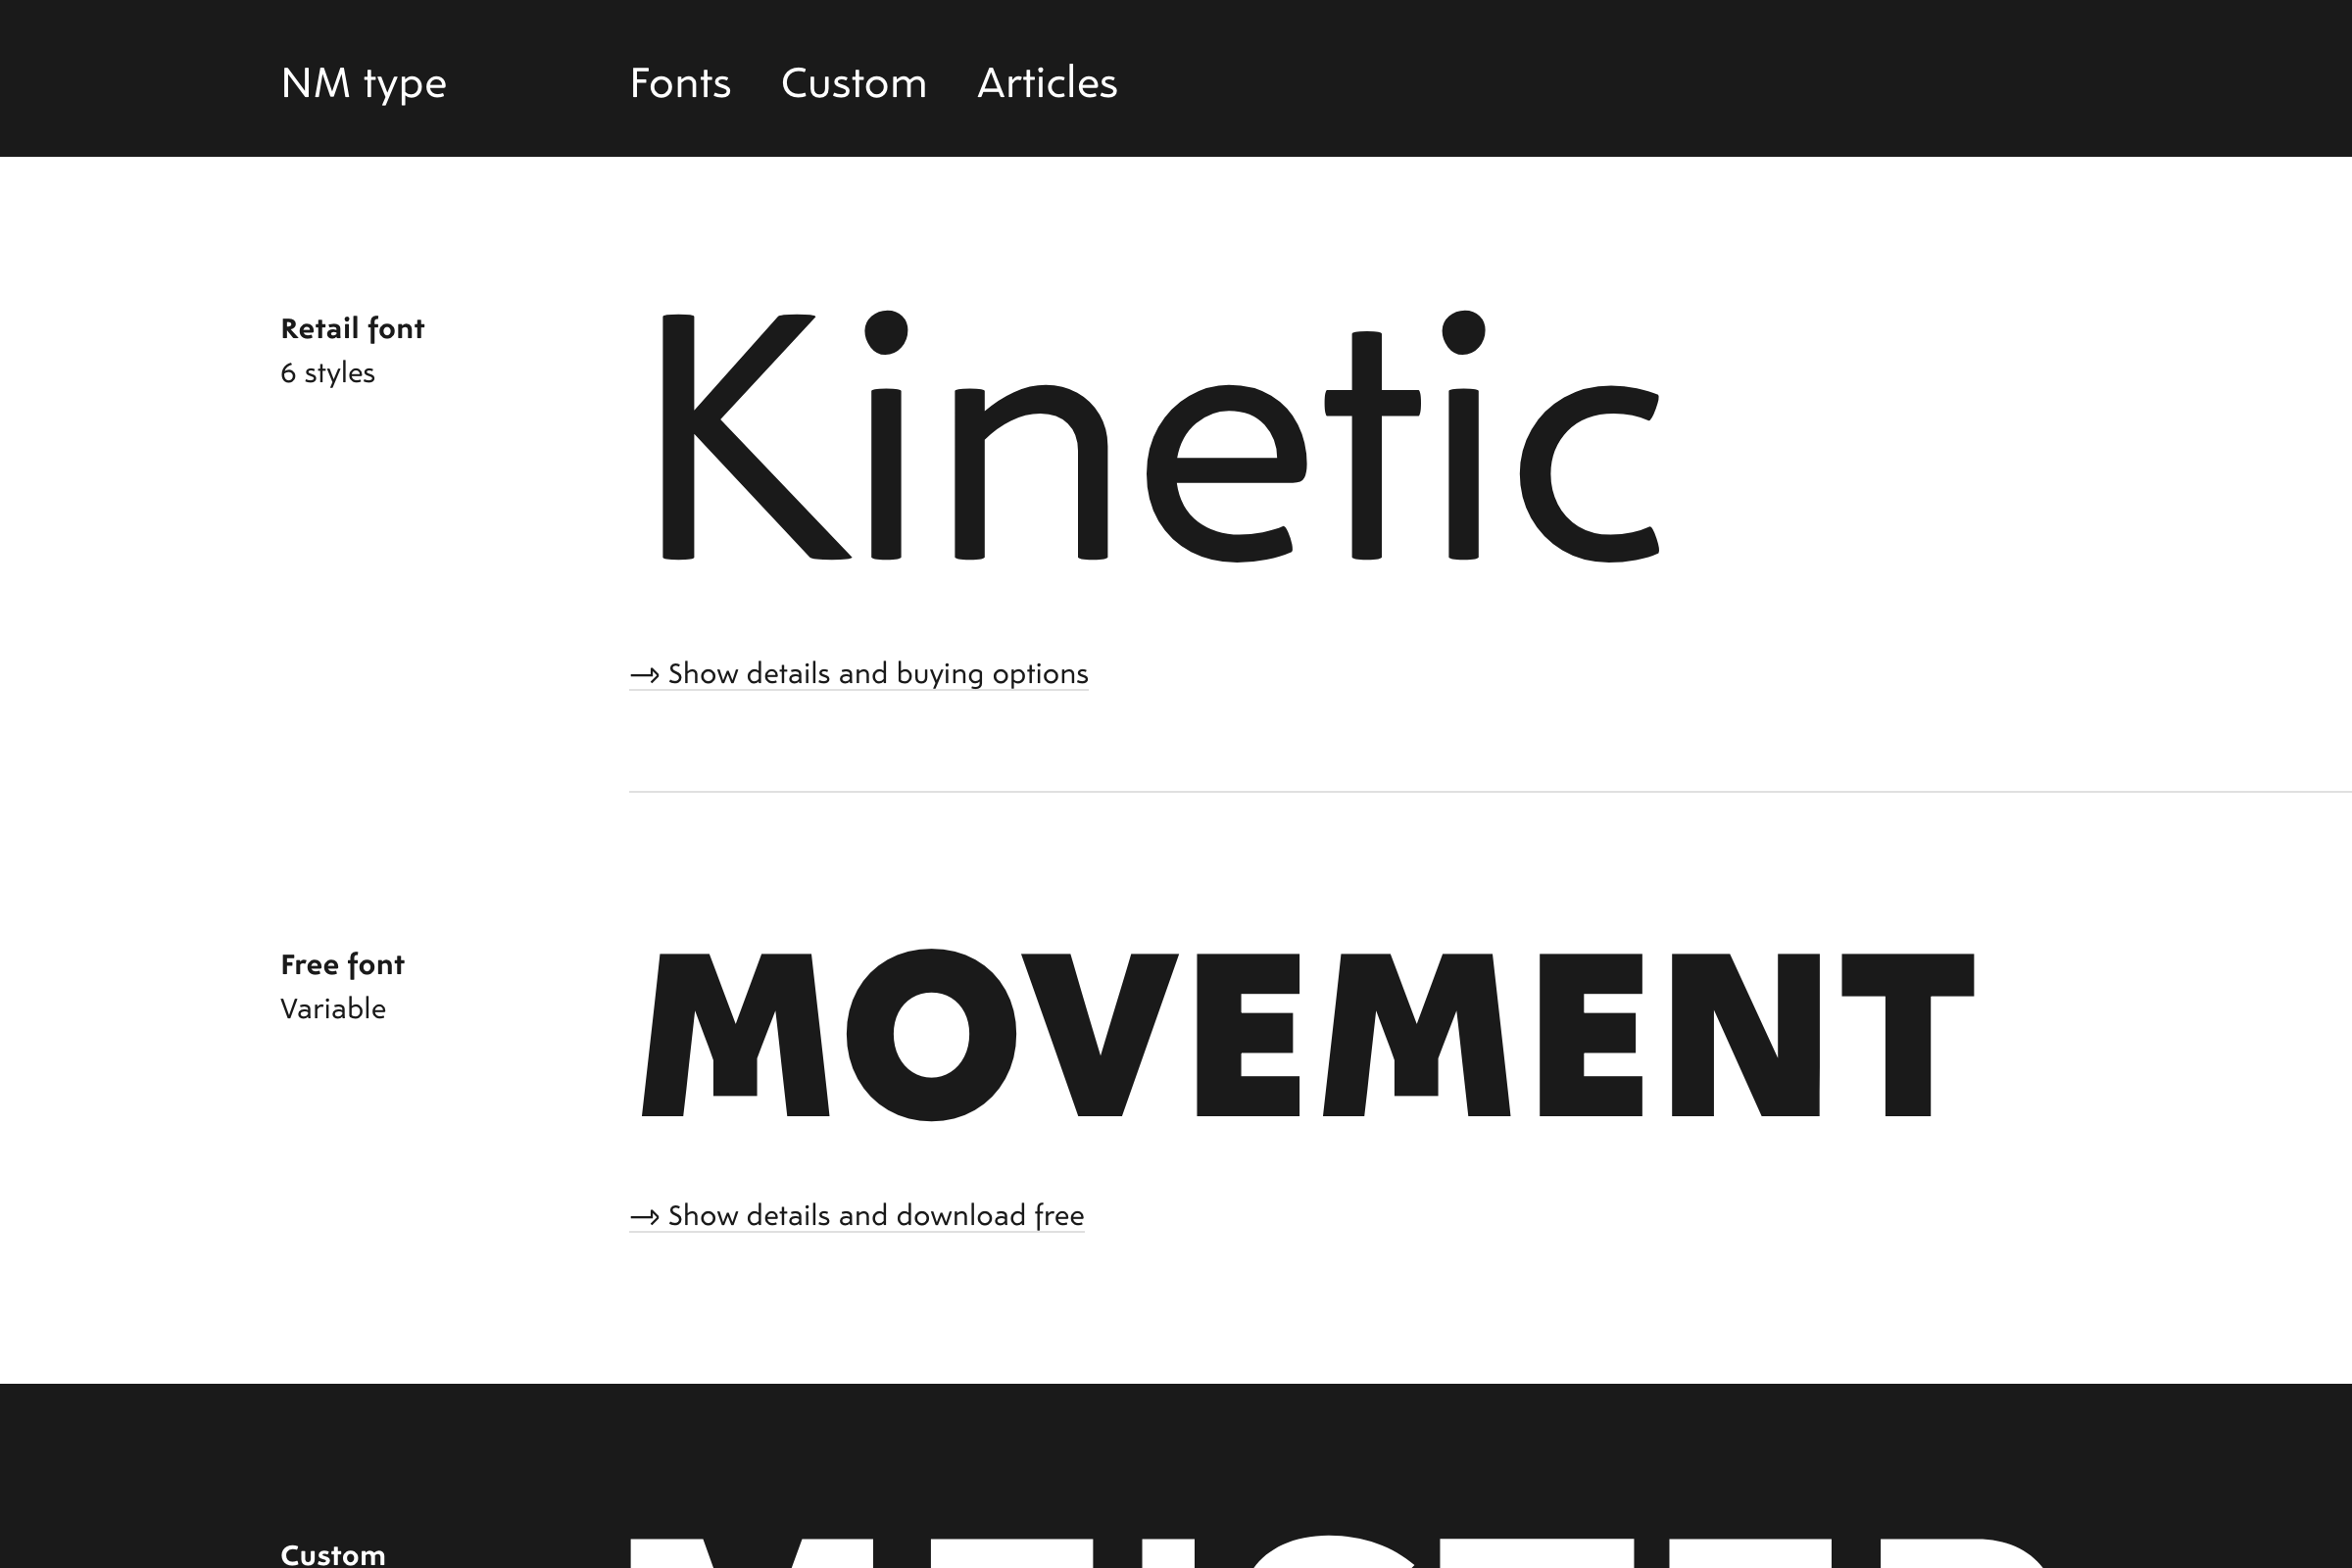 NM type Fonts Custom Articles
Retail font
6 styles
Kinetic
→ Show details and buying options
Free font
Variable
MOVEMENT
→ Show details and download free
Custom